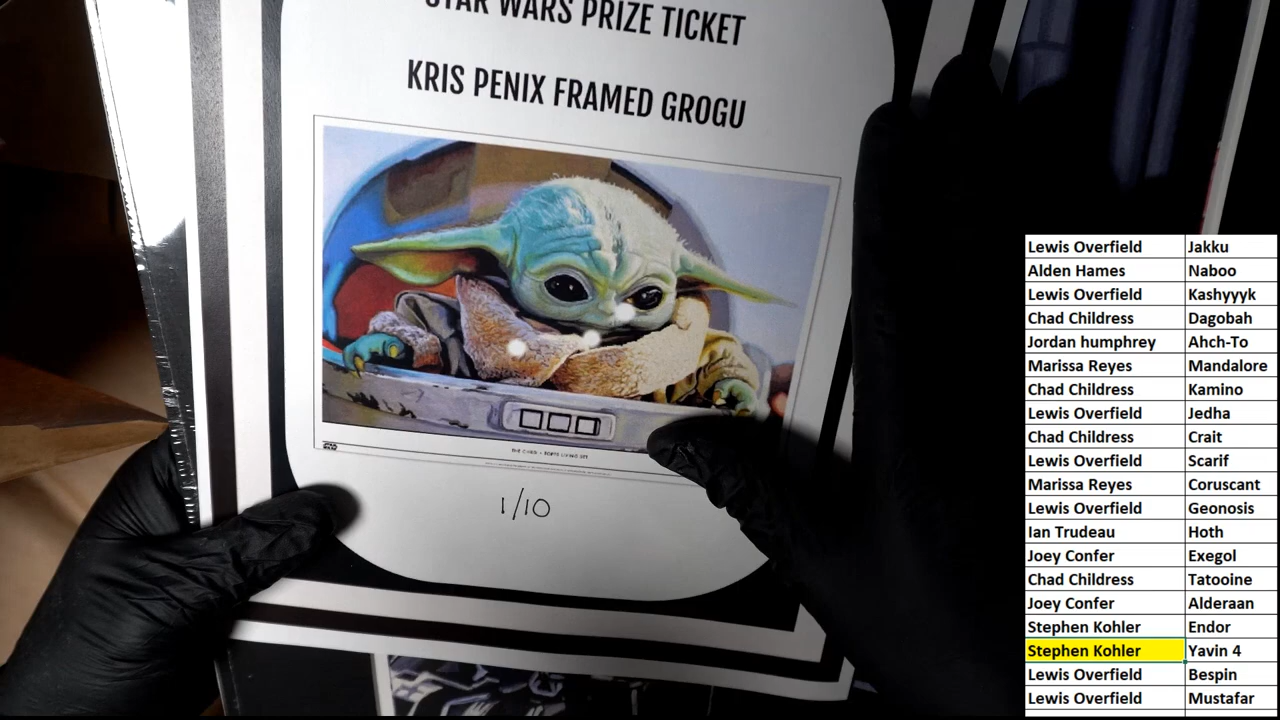 STAR WARS PRIZE TICKET
KRIS PENIX FRAMED GROGU
STAR WARS
1/10
Lewis Overfield Jakku
Alden Hames Naboo
Lewis Overfield Kashyyyk
Chad Childress Dagobah
Jordan humphrey Ahch-To
Marissa Reyes Mandalore
Chad Childress Kamino
Lewis Overfield Jedha
Chad Childress Crait
Lewis Overfield Scarif
Marissa Reyes Coruscant
Lewis Overfield Geonosis
Ian Trudeau Hoth
Joey Confer Exegol
Chad Childress Tatooine
Joey Confer Alderaan
Stephen Kohler Endor
Stephen Kohler Yavin 4
Lewis Overfield Bespin
Lewis Overfield Mustafar